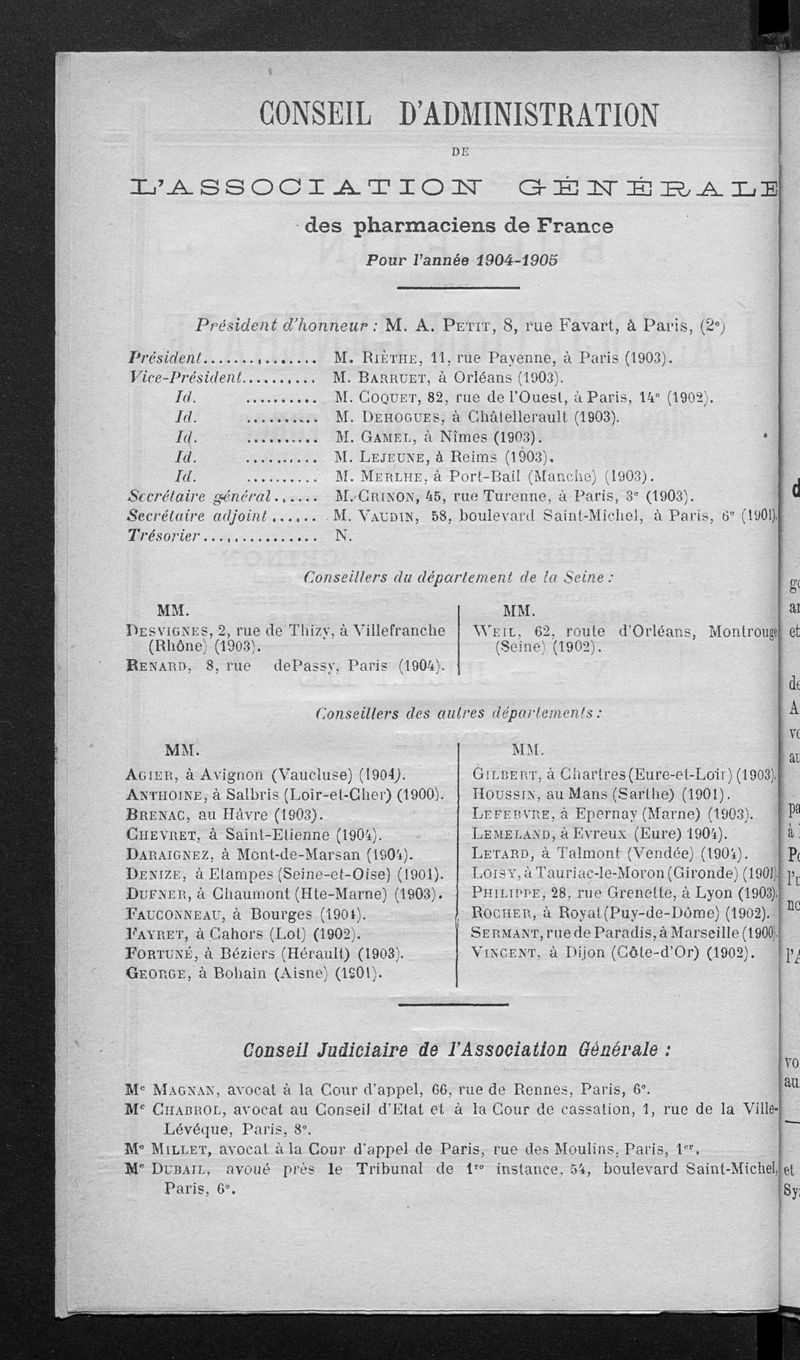 CONSEIL D'ADMINISTRATION
DE
L'ASSOCIATION GÉNÉRALE
des pharmaciens de France
Pour l'année 1904-1905
Président d'honneur : M. A. PETIT, 8, rue Favart, à Paris, (2e)
Président............... M. RIÈTHE, 11, rue Payenne, à Paris (1903).
Vice-Président.......... M. BARRUET, à Orléans (1903).
Id. .......... M. COQUET, 82, rue de l'Ouest, à Paris, 14e (1902).
Id. .......... M. DEHOGUES, à Châtellerault (1903).
Id. .......... M. GAMEL, à Nîmes (1903).
Id. .......... M. LEJEUNE, à Reims (1903).
Id. .......... M. MERLHE, à Port-Bail (Manche) (1903).
Secrétaire général...... M. CRINON, 45, rue Turenne, à Paris, 3e (1903).
Secrétaire adjoint...... M. VAUDIN, 58, boulevard Saint-Michel, à Paris, 6e (1901).
Trésorier............... N.
Conseillers du département de la Seine :
MM.
DESVIGNES, 2, rue de Thizy, à Villefranche
(Rhône) (1903).
RENARD, 8, rue dePassy, Paris (1904).
MM.
WEIL, 62, route d'Orléans, Montrouge
(Seine) (1902).
Conseillers des autres départements :
MM.
AGIER, à Avignon (Vaucluse) (1904).
ANTHOINE, à Salbris (Loir-et-Cher) (1900).
BRENAC, au Hâvre (1903).
CHEVRET, à Saint-Etienne (1904).
DARAIGNEZ, à Mont-de-Marsan (1904).
DENIZE, à Etampes (Seine-et-Oise) (1901).
DUFNER, à Chaumont (Hte-Marne) (1903).
FAUCONNEAU, à Bourges (1904).
FAYRET, à Cahors (Lot) (1902).
FORTUNÉ, à Béziers (Hérault) (1903).
GEORGE, à Bohain (Aisne) (1901).
MM.
GILBERT, à Chartres (Eure-et-Loir) (1903).
HOUSSIN, au Mans (Sarthe) (1901).
LEFEBVRE, à Epernay (Marne) (1903).
LEMELAND, à Evreux (Eure) 1904).
LETARD, à Talmont (Vendée) (1904).
LOISY, à Tauriac-le-Moron (Gironde) (1901).
PHILIPPE, 28, rue Grenette, à Lyon (1903).
ROCHER, à Royat (Puy-de-Dôme) (1902).
SERMANT, rue de Paradis, à Marseille (1900).
VINCENT, à Dijon (Côte-d'Or) (1902).
Conseil Judiciaire de l'Association Générale :
Me MAGNAN, avocat à la Cour d'appel, 66, rue de Rennes, Paris, 6e.
Me CHABROL, avocat au Conseil d'Etat et à la Cour de cassation, 1, rue de la Ville-
Lévéque, Paris, 8e.
Me MILLET, avocat à la Cour d'appel de Paris, rue des Moulins, Paris, 1er.
Me DUBAIL, avoué près le Tribunal de 1re instance, 54, boulevard Saint-Michel,
Paris, 6e.